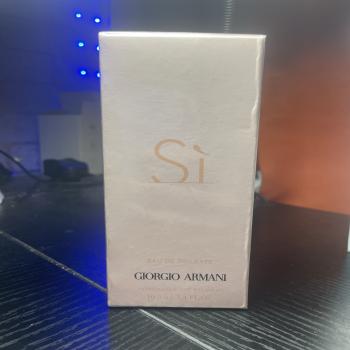 Sì
EAU DE TOILETTE
GIORGIO ARMANI